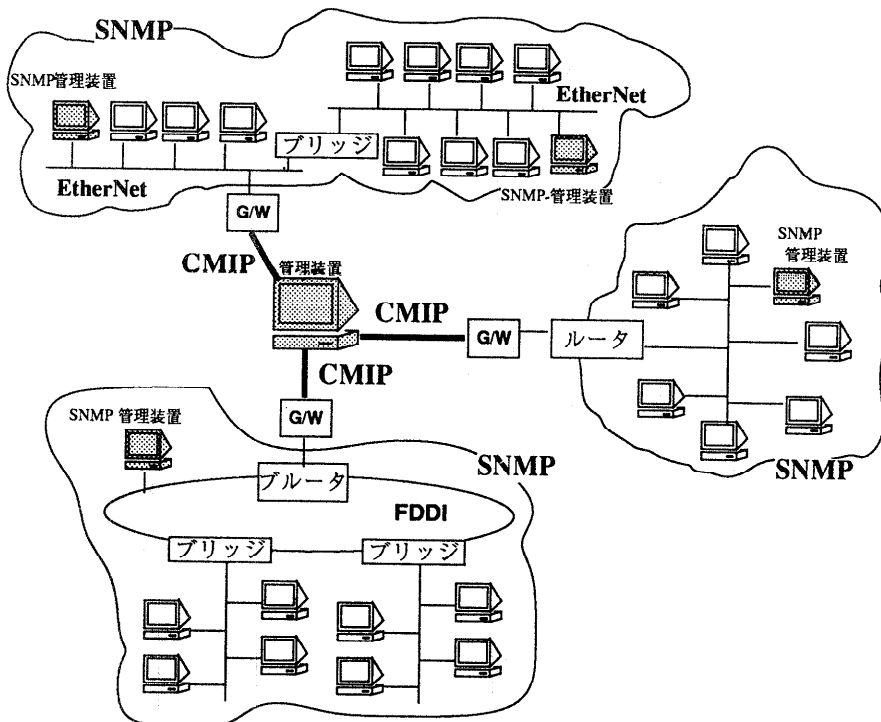 SNMP
SNMP管理装置
EtherNet
ブリッジ
EtherNet
SNMP-管理装置
G/W
CMIP
管理装置
SNMP
管理装置
CMIP
G/W
ルータ
CMIP
SNMP 管理装置
G/W
SNMP
SNMP
ブルータ
FDDI
ブリッジ
ブリッジ